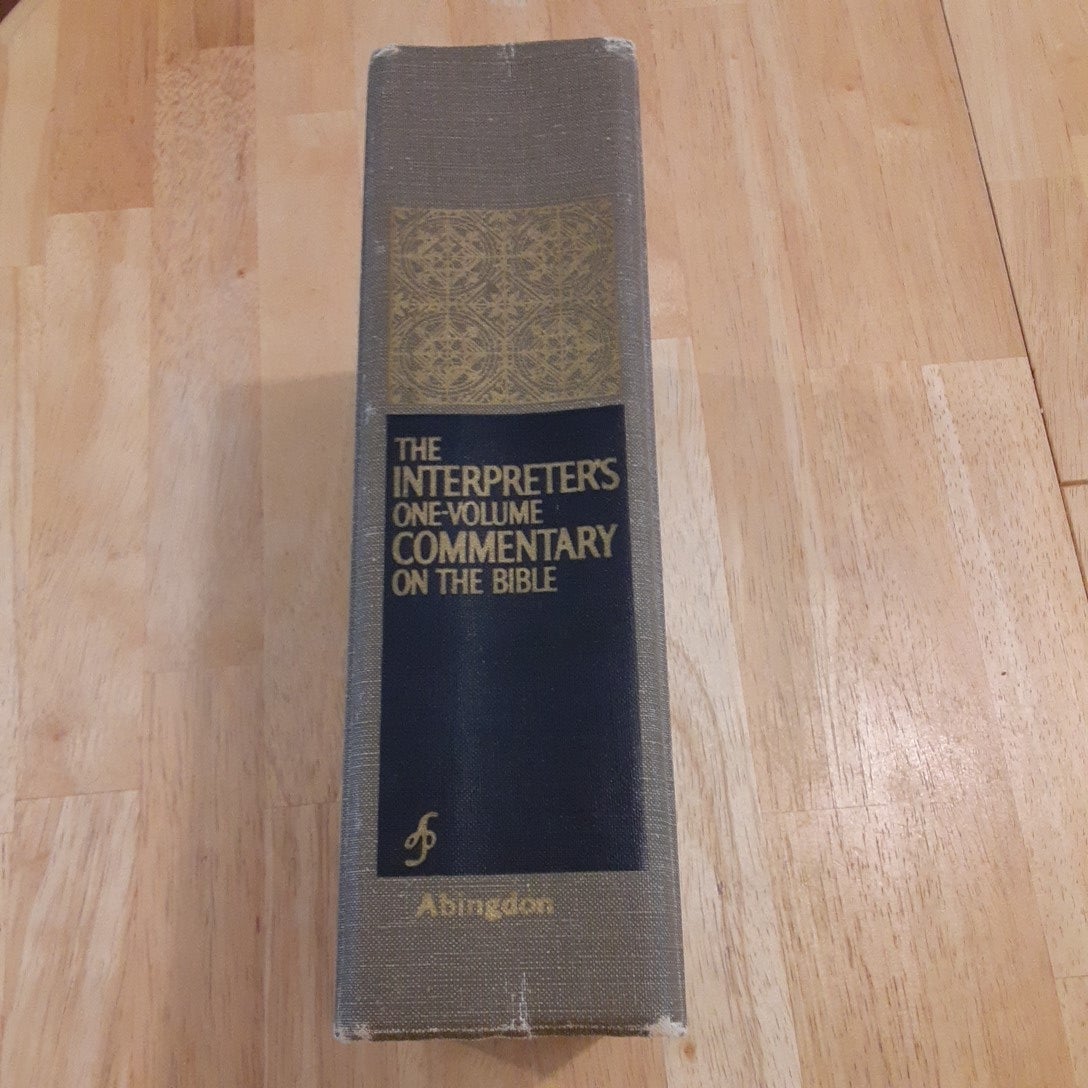 THE
INTERPRETER'S
ONE-VOLUME
COMMENTARY
ON THE BIBLE
Abingdon